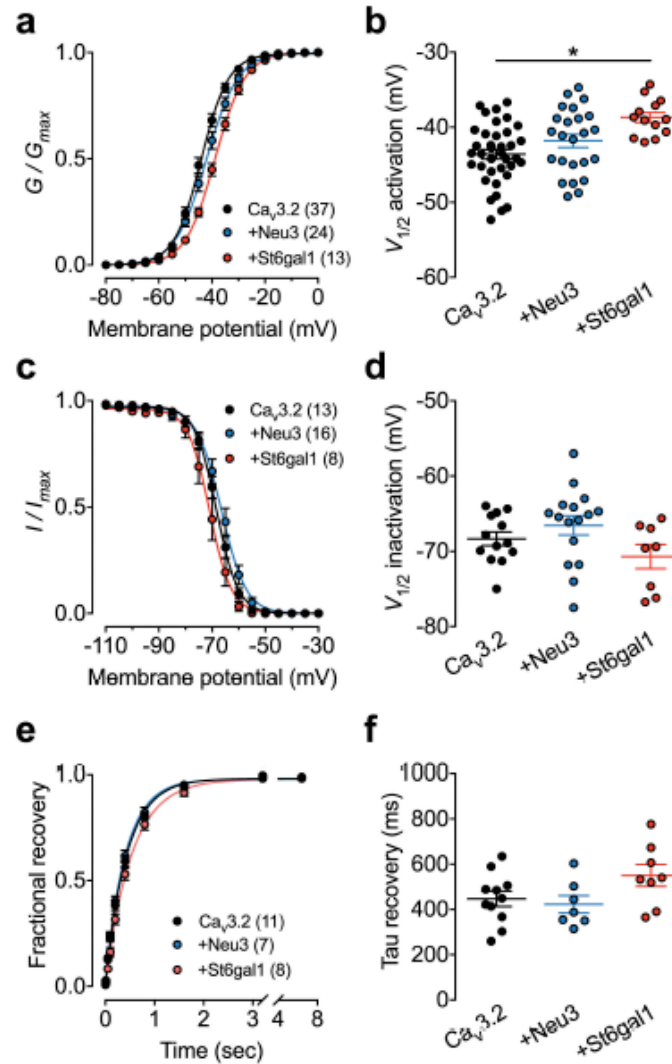 a
G / Gmax
1.0
0.5
0.0
Cav3.2 (37)
+Neu3 (24)
+St6gal1 (13)
-80 -60 -40 -20 0
Membrane potential (mV)
b
V1/2 activation (mV)
-30
-40
-50
-60
*
Cav3.2
+Neu3
+St6gal1
c
I / Imax
1.0
0.5
0.0
Cav3.2 (13)
+Neu3 (16)
+St6gal1 (8)
-110 -90 -70 -50 -30
Membrane potential (mV)
d
V1/2 inactivation (mV)
-50
-60
-70
-80
Cav3.2
+Neu3
+St6gal1
e
Fractional recovery
1.0
0.5
0.0
Cav3.2 (11)
+Neu3 (7)
+St6gal1 (8)
0 1 2 3 4 8
Time (sec)
f
Tau recovery (ms)
1000
800
600
400
200
0
Cav3.2
+Neu3
+St6gal1